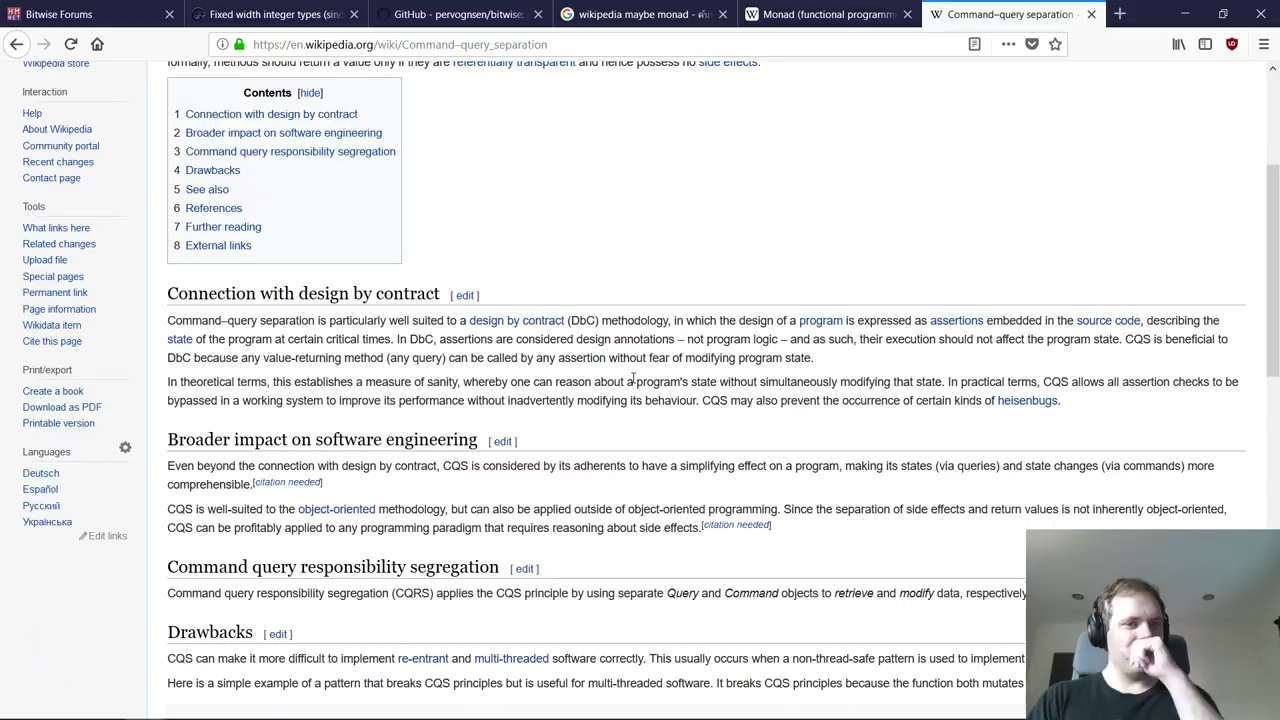 Bitwise Forums
Fixed width integer types (sinc
GitHub - pervognsen/bitwise:
wikipedia maybe monad -
Monad (functional programm
Command–query separation -
https://en.wikipedia.org/wiki/Command–query_separation
Wikipedia store
Interaction
Help
About Wikipedia
Community portal
Recent changes
Contact page
Tools
What links here
Related changes
Upload file
Special pages
Permanent link
Page information
Wikidata item
Cite this page
Print/export
Create a book
Download as PDF
Printable version
Languages
Deutsch
Español
Русский
Українська
Edit links
formally, methods should return a value only if they are referentially transparent and hence possess no side effects.
Contents [hide]
1 Connection with design by contract
2 Broader impact on software engineering
3 Command query responsibility segregation
4 Drawbacks
5 See also
6 References
7 Further reading
8 External links
Connection with design by contract [ edit ]
Command–query separation is particularly well suited to a design by contract (DbC) methodology, in which the design of a program is expressed as assertions embedded in the source code, describing the
state of the program at certain critical times. In DbC, assertions are considered design annotations – not program logic – and as such, their execution should not affect the program state. CQS is beneficial to
DbC because any value-returning method (any query) can be called by any assertion without fear of modifying program state.
In theoretical terms, this establishes a measure of sanity, whereby one can reason about a program's state without simultaneously modifying that state. In practical terms, CQS allows all assertion checks to be
bypassed in a working system to improve its performance without inadvertently modifying its behaviour. CQS may also prevent the occurrence of certain kinds of heisenbugs.
Broader impact on software engineering [ edit ]
Even beyond the connection with design by contract, CQS is considered by its adherents to have a simplifying effect on a program, making its states (via queries) and state changes (via commands) more
comprehensible.[citation needed]
CQS is well-suited to the object-oriented methodology, but can also be applied outside of object-oriented programming. Since the separation of side effects and return values is not inherently object-oriented,
CQS can be profitably applied to any programming paradigm that requires reasoning about side effects.[citation needed]
Command query responsibility segregation [ edit ]
Command query responsibility segregation (CQRS) applies the CQS principle by using separate Query and Command objects to retrieve and modify data, respectively
Drawbacks [ edit ]
CQS can make it more difficult to implement re-entrant and multi-threaded software correctly. This usually occurs when a non-thread-safe pattern is used to implement
Here is a simple example of a pattern that breaks CQS principles but is useful for multi-threaded software. It breaks CQS principles because the function both mutates